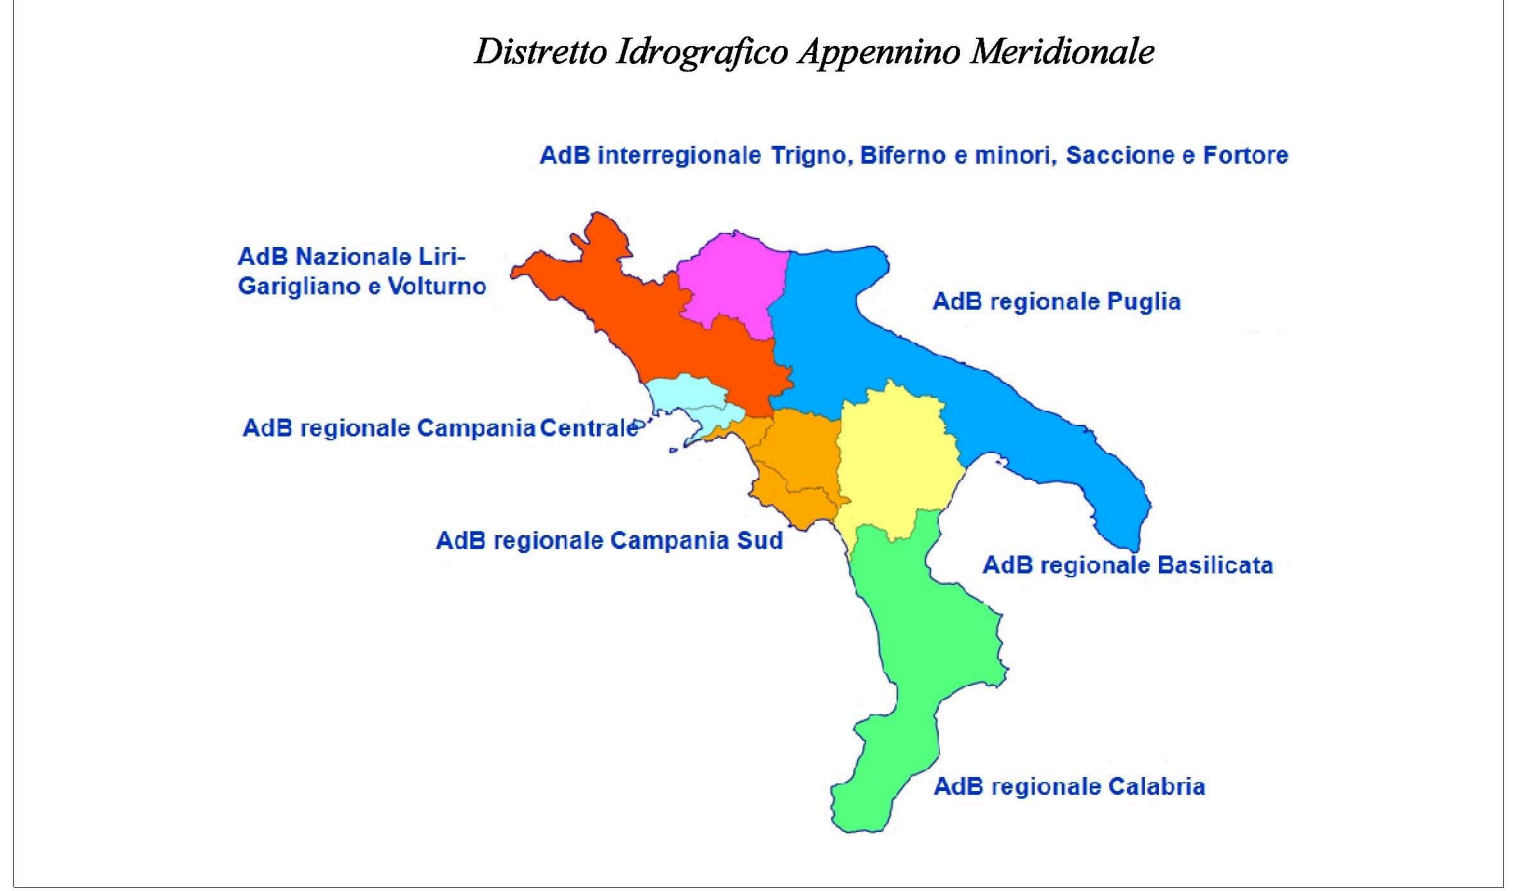 Distretto Idrografico Appennino Meridionale
AdB interregionale Trigno, Biferno e minori, Saccione e Fortore
AdB Nazionale Liri-
Garigliano e Volturno
AdB regionale Puglia
AdB regionale Campania Centrale
AdB regionale Campania Sud
AdB regionale Basilicata
AdB regionale Calabria